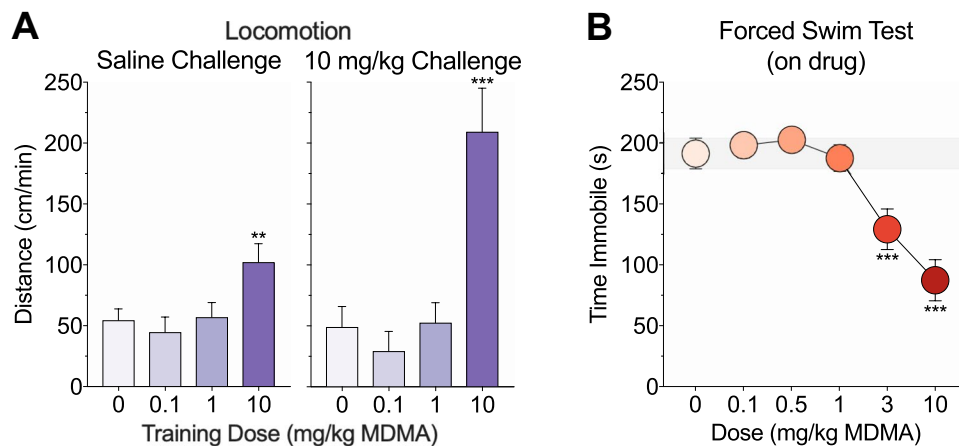 A
Locomotion
Saline Challenge
10 mg/kg Challenge
Distance (cm/min)
250
200
150
100
50
0
**
***
0 0.1 1 10
0 0.1 1 10
Training Dose (mg/kg MDMA)
B
Forced Swim Test
(on drug)
Time Immobile (s)
250
200
150
100
50
0
***
***
0 0.1 0.5 1 3 10
Dose (mg/kg MDMA)